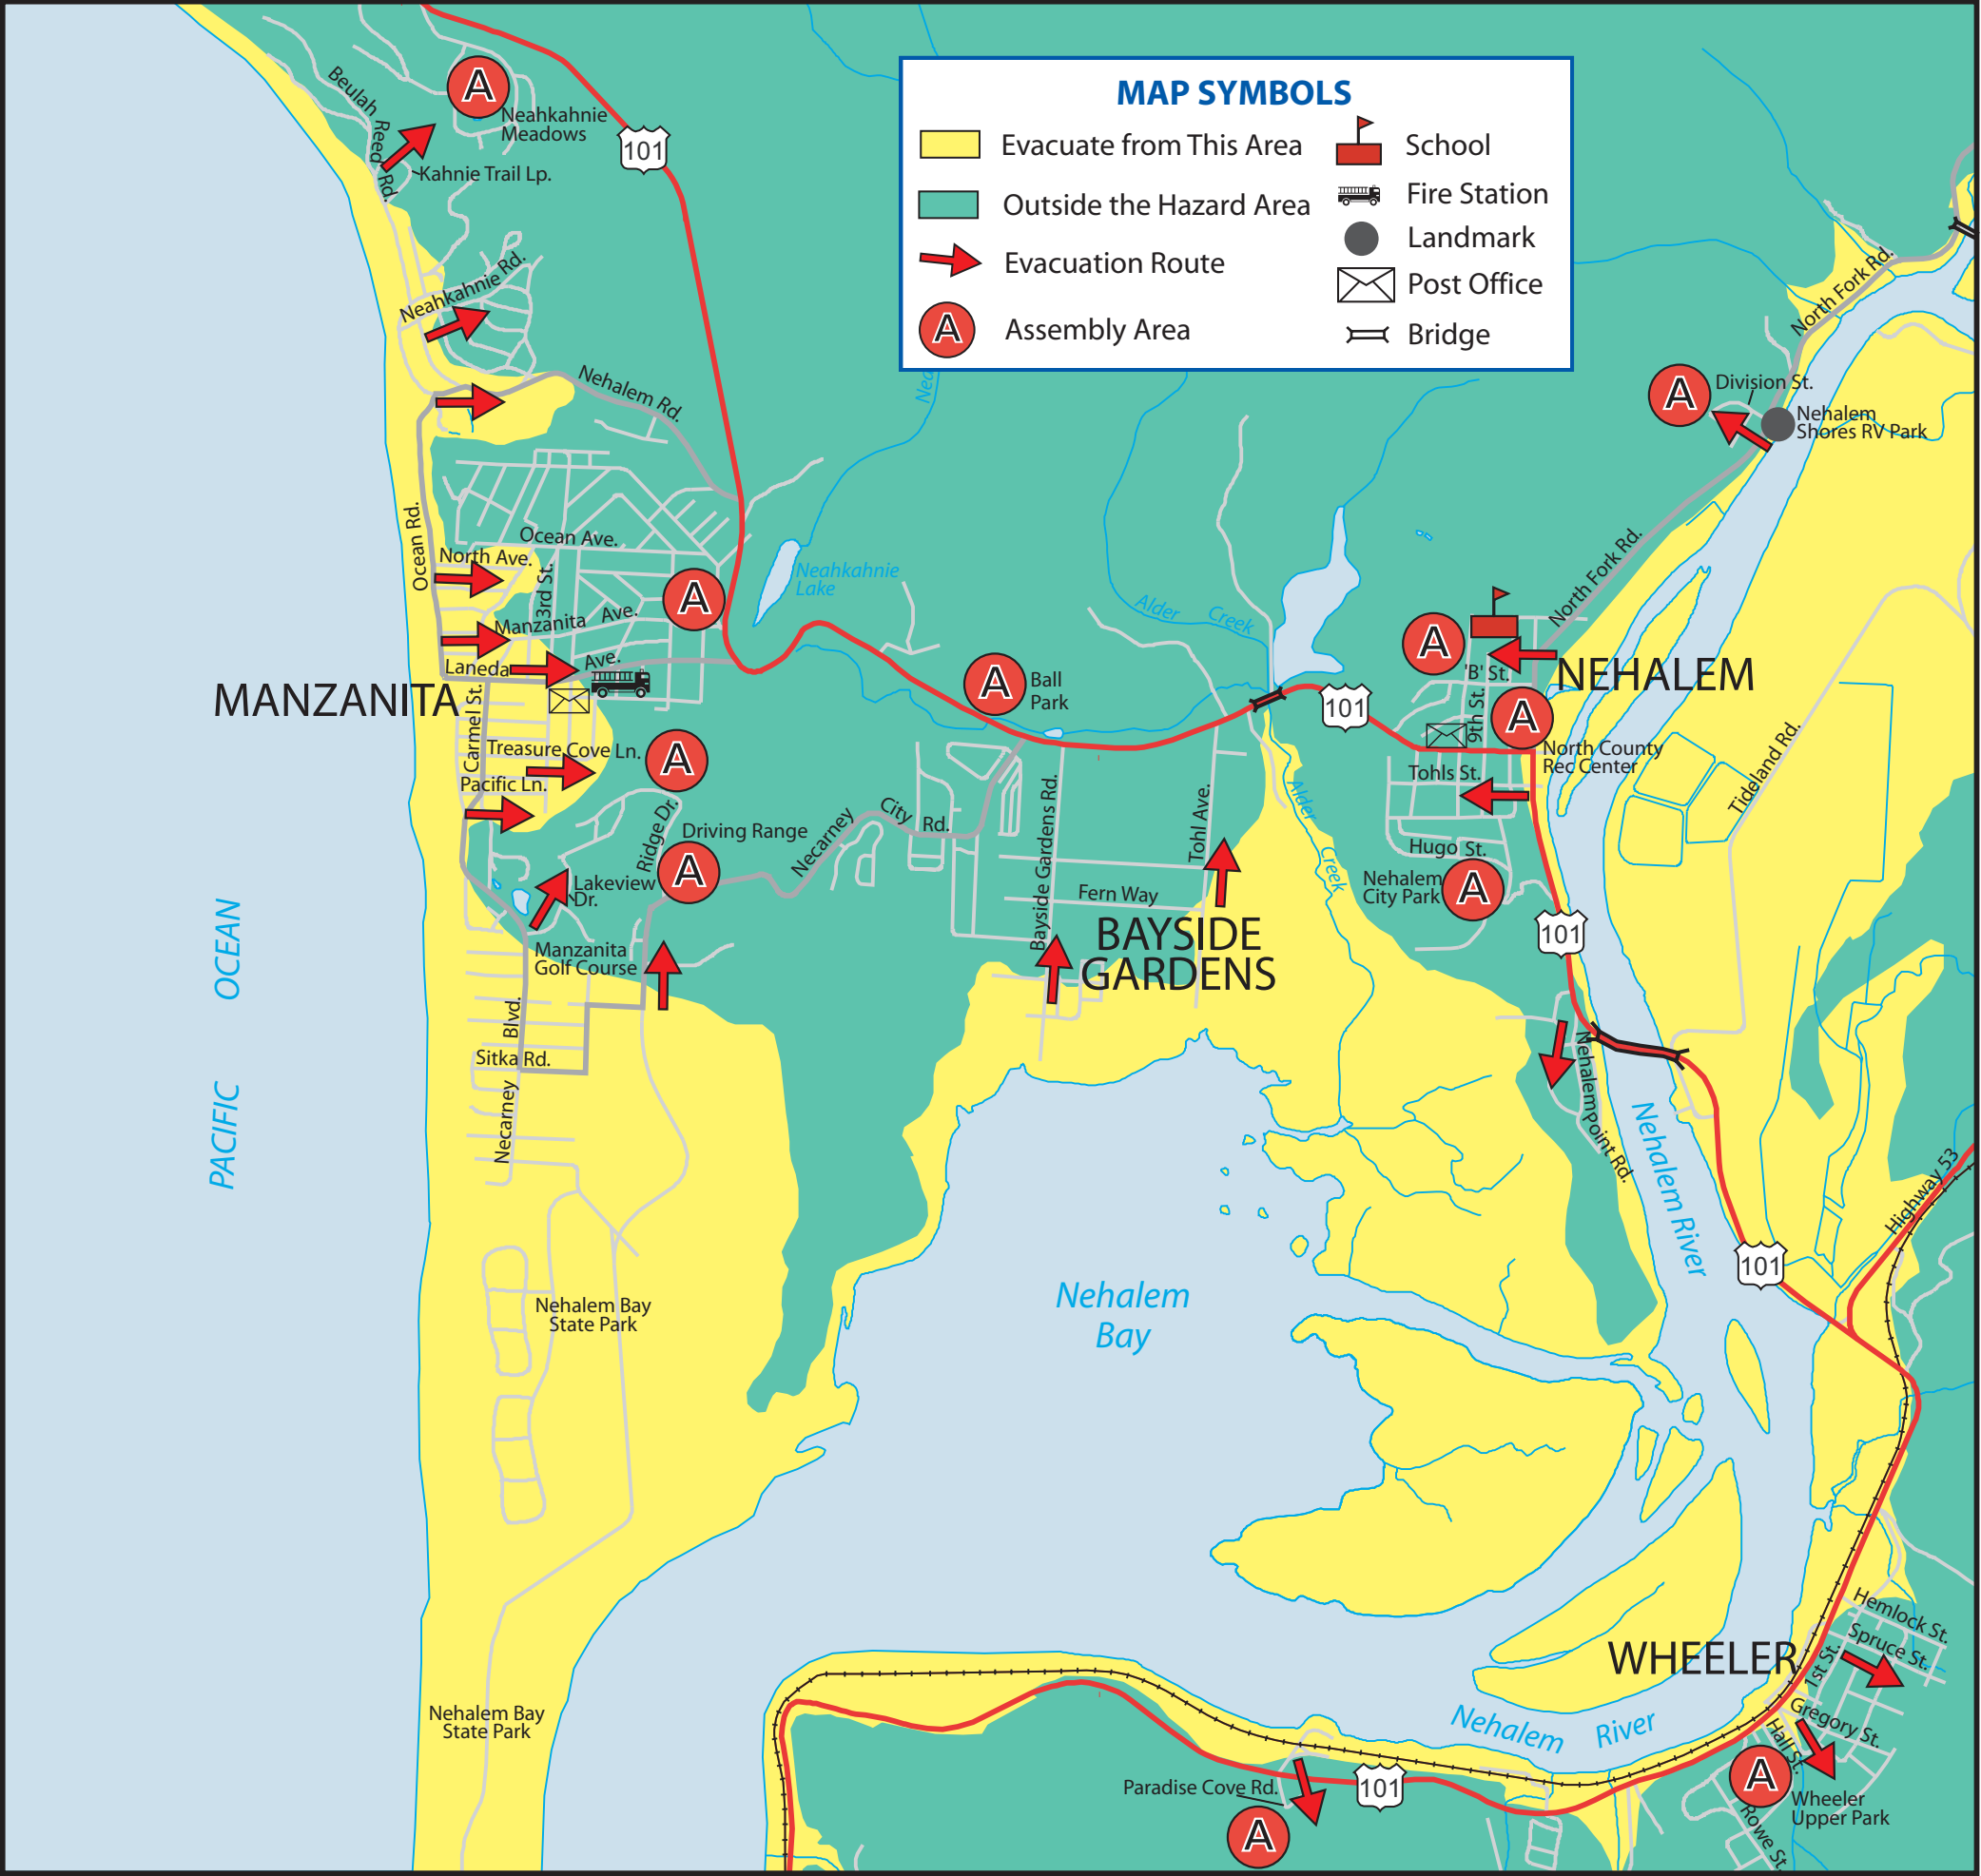 MAP SYMBOLS
Evacuate from This Area
Outside the Hazard Area
Evacuation Route
A
Assembly Area
School
Fire Station
Landmark
Post Office
Bridge
Beulah
Reed
Rd.
A
Neahkahnie
Meadows
Kahnie Trail Lp.
101
Neahkahnie Rd.
Nehalem Rd.
Nea
North Fork Rd.
A
Division St.
Nehalem
Shores RV Park
Ocean Rd.
Ocean Ave.
North Ave.
3rd St.
Manzanita Ave.
A
Neahkahnie
Lake
Laneda Ave.
MANZANITA
Carmel St.
Treasure Cove Ln.
Pacific Ln.
A
Ridge Dr.
Driving Range
A
Lakeview
Dr.
Necarney City Rd.
Manzanita
Golf Course
Necarney Blvd.
Sitka Rd.
A
Ball
Park
Alder Creek
101
Bayside Gardens Rd.
Tohl Ave.
Fern Way
BAYSIDE
GARDENS
Alder Creek
North Fork Rd.
A
'B' St.
NEHALEM
9th St.
A
North County
Rec Center
Tohls St.
Hugo St.
Nehalem
City Park
A
101
Tideland Rd.
Nehalem Point Rd.
Nehalem River
Highway 53
101
PACIFIC OCEAN
Nehalem
Bay
Nehalem Bay
State Park
Nehalem Bay
State Park
WHEELER
Hemlock St.
Spruce St.
1st St.
Gregory St.
Hall St.
Nehalem River
A
Wheeler
Upper Park
Rowe St.
Paradise Cove Rd.
101
A